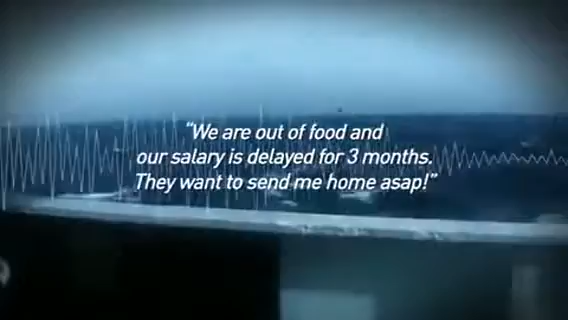 "We are out of food and
our salary is delayed for 3 months.
They want to send me home asap!"